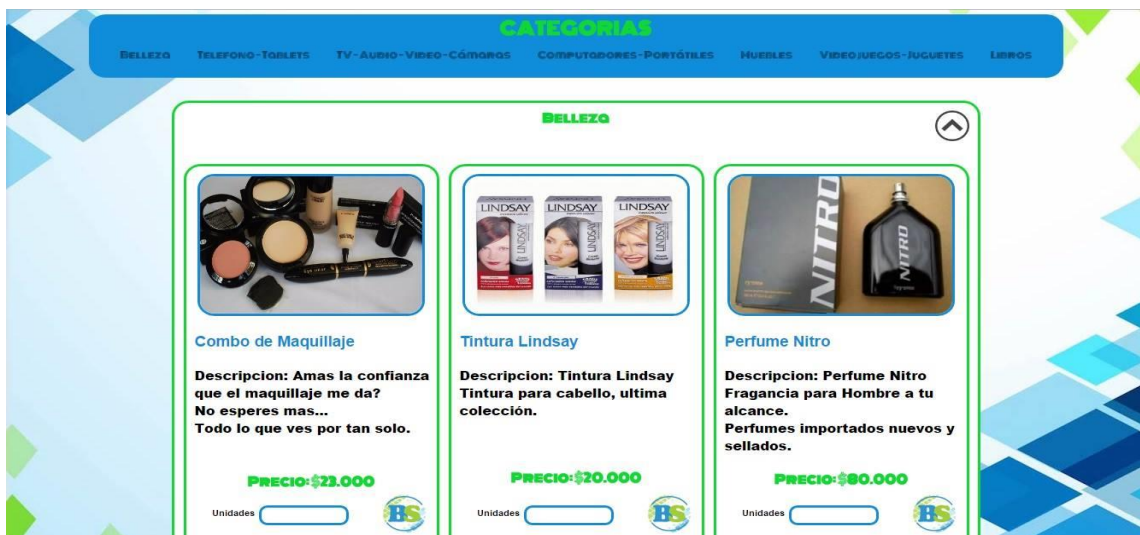 CATEGORIAS
BELLEZA TELEFONO-TABLETS TV-AUDIO-VIDEO-CÁMARAS COMPUTADORES-PORTÁTILES MUEBLES VIDEOJUEGOS-JUGUETES LIBROS
BELLEZA
LINDSAY LINDSAY LINDSAY
LINDSAY LINDSAY LINDSAY
NITRO
NITRO
Combo de Maquillaje
Descripcion: Amas la confianza
que el maquillaje me da?
No esperes mas...
Todo lo que ves por tan solo.
PRECIO:$23.000
Unidades
BS
Tintura Lindsay
Descripcion: Tintura Lindsay
Tintura para cabello, ultima
colección.
PRECIO:$20.000
Unidades
BS
Perfume Nitro
Descripcion: Perfume Nitro
Fragancia para Hombre a tu
alcance.
Perfumes importados nuevos y
sellados.
PRECIO:$80.000
Unidades
BS